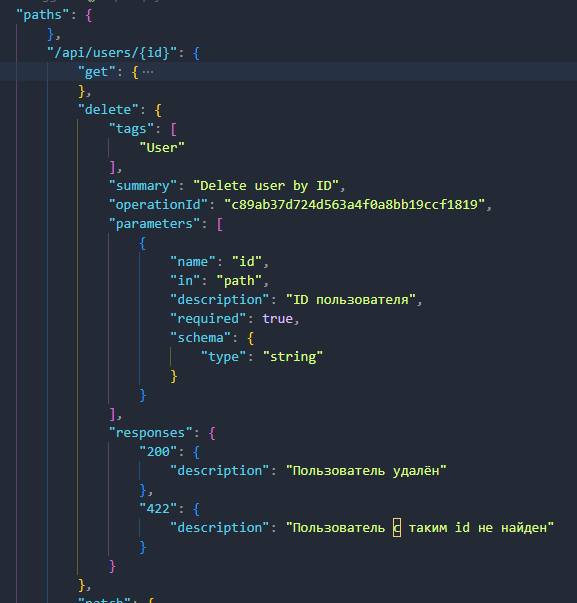 "paths": {
},
"/api/users/{id}": {
"get": { ···
},
"delete": {
"tags": [
"User"
],
"summary": "Delete user by ID",
"operationId": "c89ab37d724d563a4f0a8bb19ccf1819",
"parameters": [
{
"name": "id",
"in": "path",
"description": "ID пользователя",
"required": true,
"schema": {
"type": "string"
}
}
],
"responses": {
"200": {
"description": "Пользователь удалён"
},
"422": {
"description": "Пользователь с таким id не найден"
}
}
},
"patch": {